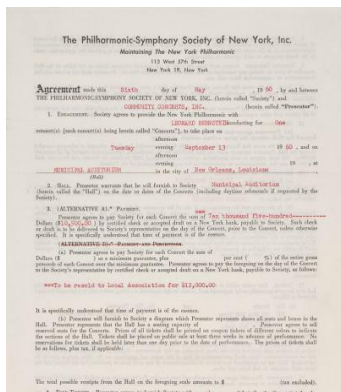 The Philharmonic-Symphony Society of New York, Inc.
Maintaining The New York Philharmonic
113 West 57th Street
New York 19, New York
Agreement made this Sixth day of May , 19 60 , by and between
THE PHILHARMONIC-SYMPHONY SOCIETY OF NEW YORK, INC. (herein called "Society") and
COMMUNITY CONCERTS, INC. (herein called "Presenter").
1. ENGAGEMENT. Society agrees to provide the New York Philharmonic with
LEONARD BERNSTEIN conducting for One
concert(s) (each concert(s) being herein called "Concerts"), to take place on
afternoon
Tuesday evening September 13 19 60 , and on
afternoon
evening 19 , at
MUNICIPAL AUDITORIUM in the city of New Orleans, Louisiana
(Hall)
2. HALL. Presenter warrants that he will furnish to Society Municipal Auditorium
(herein called the "Hall") on the date or dates of the Concerts (including daytime rehearsals if requested by the
Society).
3. (ALTERNATIVE A).* PAYMENT.
Presenter agrees to pay Society for each Concert the sum of Ten thousand five-hundred
Dollars ($10,500.00 ) by certified or accepted draft on a New York bank, payable to Society. Such check
or draft is to be delivered to Society's representative on the day of the Concert, prior to the Concert, unless otherwise
specified. It is specifically understood that time of payment is of the essence.
(ALTERNATIVE B).* PAYMENT AND
(a) Presenter agrees to pay Society for each Concert the sum of
Dollars ($ ) as a minimum guarantee, plus per cent ( %) of the entire gross
proceeds of each Concert over the minimum guarantee. Presenter agrees to pay the foregoing on the day of the Concert
to the Society's representative by certified check or accepted draft on a New York bank, payable to Society, as follows:
To be resold to Local Association for $12,000.00
It is specifically understood that time of payment is of the essence.
(b) Presenter will furnish to Society a diagram which Presenter represents shows all seats and boxes in the
Hall. Presenter represents that the Hall has a seating capacity of . Presenter agrees to sell
reserved seats for the Concerts. Prices of all tickets shall be printed on coupon tickets of different colors to indicate
the sections of the Hall. Tickets shall be placed on public sale at least three weeks in advance of performance. No
reservations for tickets shall be held later than one day prior to the date of performance. The prices of tickets shall
be as follows, plus tax, if applicable:
The total possible receipts from the Hall on the foregoing scale amounts to $ (tax excluded).